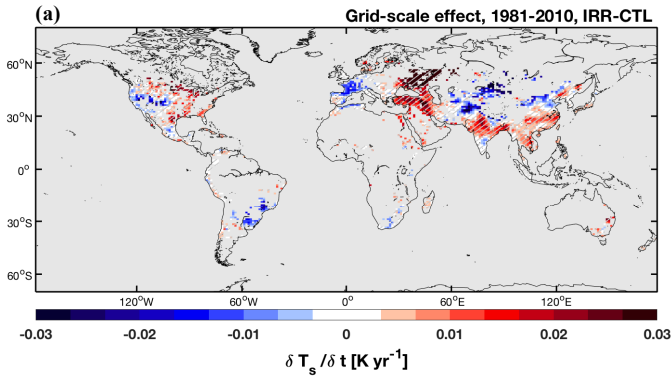 (a)
Grid-scale effect, 1981-2010, IRR-CTL
60°N
30°N
0°
30°S
60°S
120°W 60°W 0° 60°E 120°E
-0.03 -0.02 -0.01 0 0.01 0.02 0.03
δ Tₛ /δ t [K yr⁻¹]